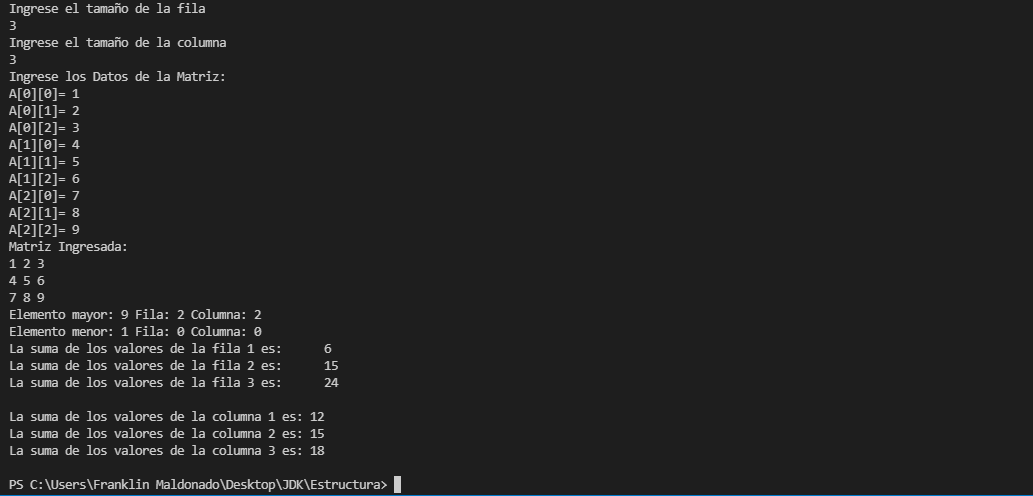 Ingrese el tamaño de la fila
3
Ingrese el tamaño de la columna
3
Ingrese los Datos de la Matriz:
A[0][0]= 1
A[0][1]= 2
A[0][2]= 3
A[1][0]= 4
A[1][1]= 5
A[1][2]= 6
A[2][0]= 7
A[2][1]= 8
A[2][2]= 9
Matriz Ingresada:
1 2 3
4 5 6
7 8 9
Elemento mayor: 9 Fila: 2 Columna: 2
Elemento menor: 1 Fila: 0 Columna: 0
La suma de los valores de la fila 1 es:      6
La suma de los valores de la fila 2 es:      15
La suma de los valores de la fila 3 es:      24
La suma de los valores de la columna 1 es: 12
La suma de los valores de la columna 2 es: 15
La suma de los valores de la columna 3 es: 18
PS C:\Users\Franklin Maldonado\Desktop\JDK\Estructura>